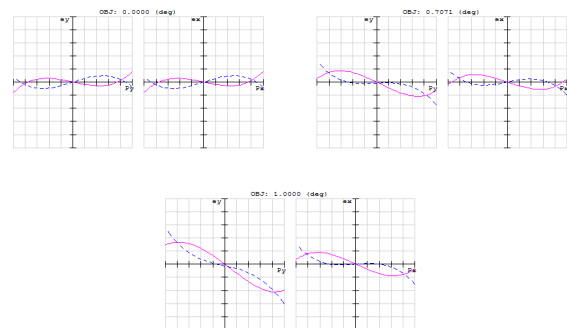 OBJ: 0.0000 (deg)
ey
ex
Py
Px
OBJ: 0.7071 (deg)
ey
ex
Py
Px
OBJ: 1.0000 (deg)
ey
ex
Py
Px